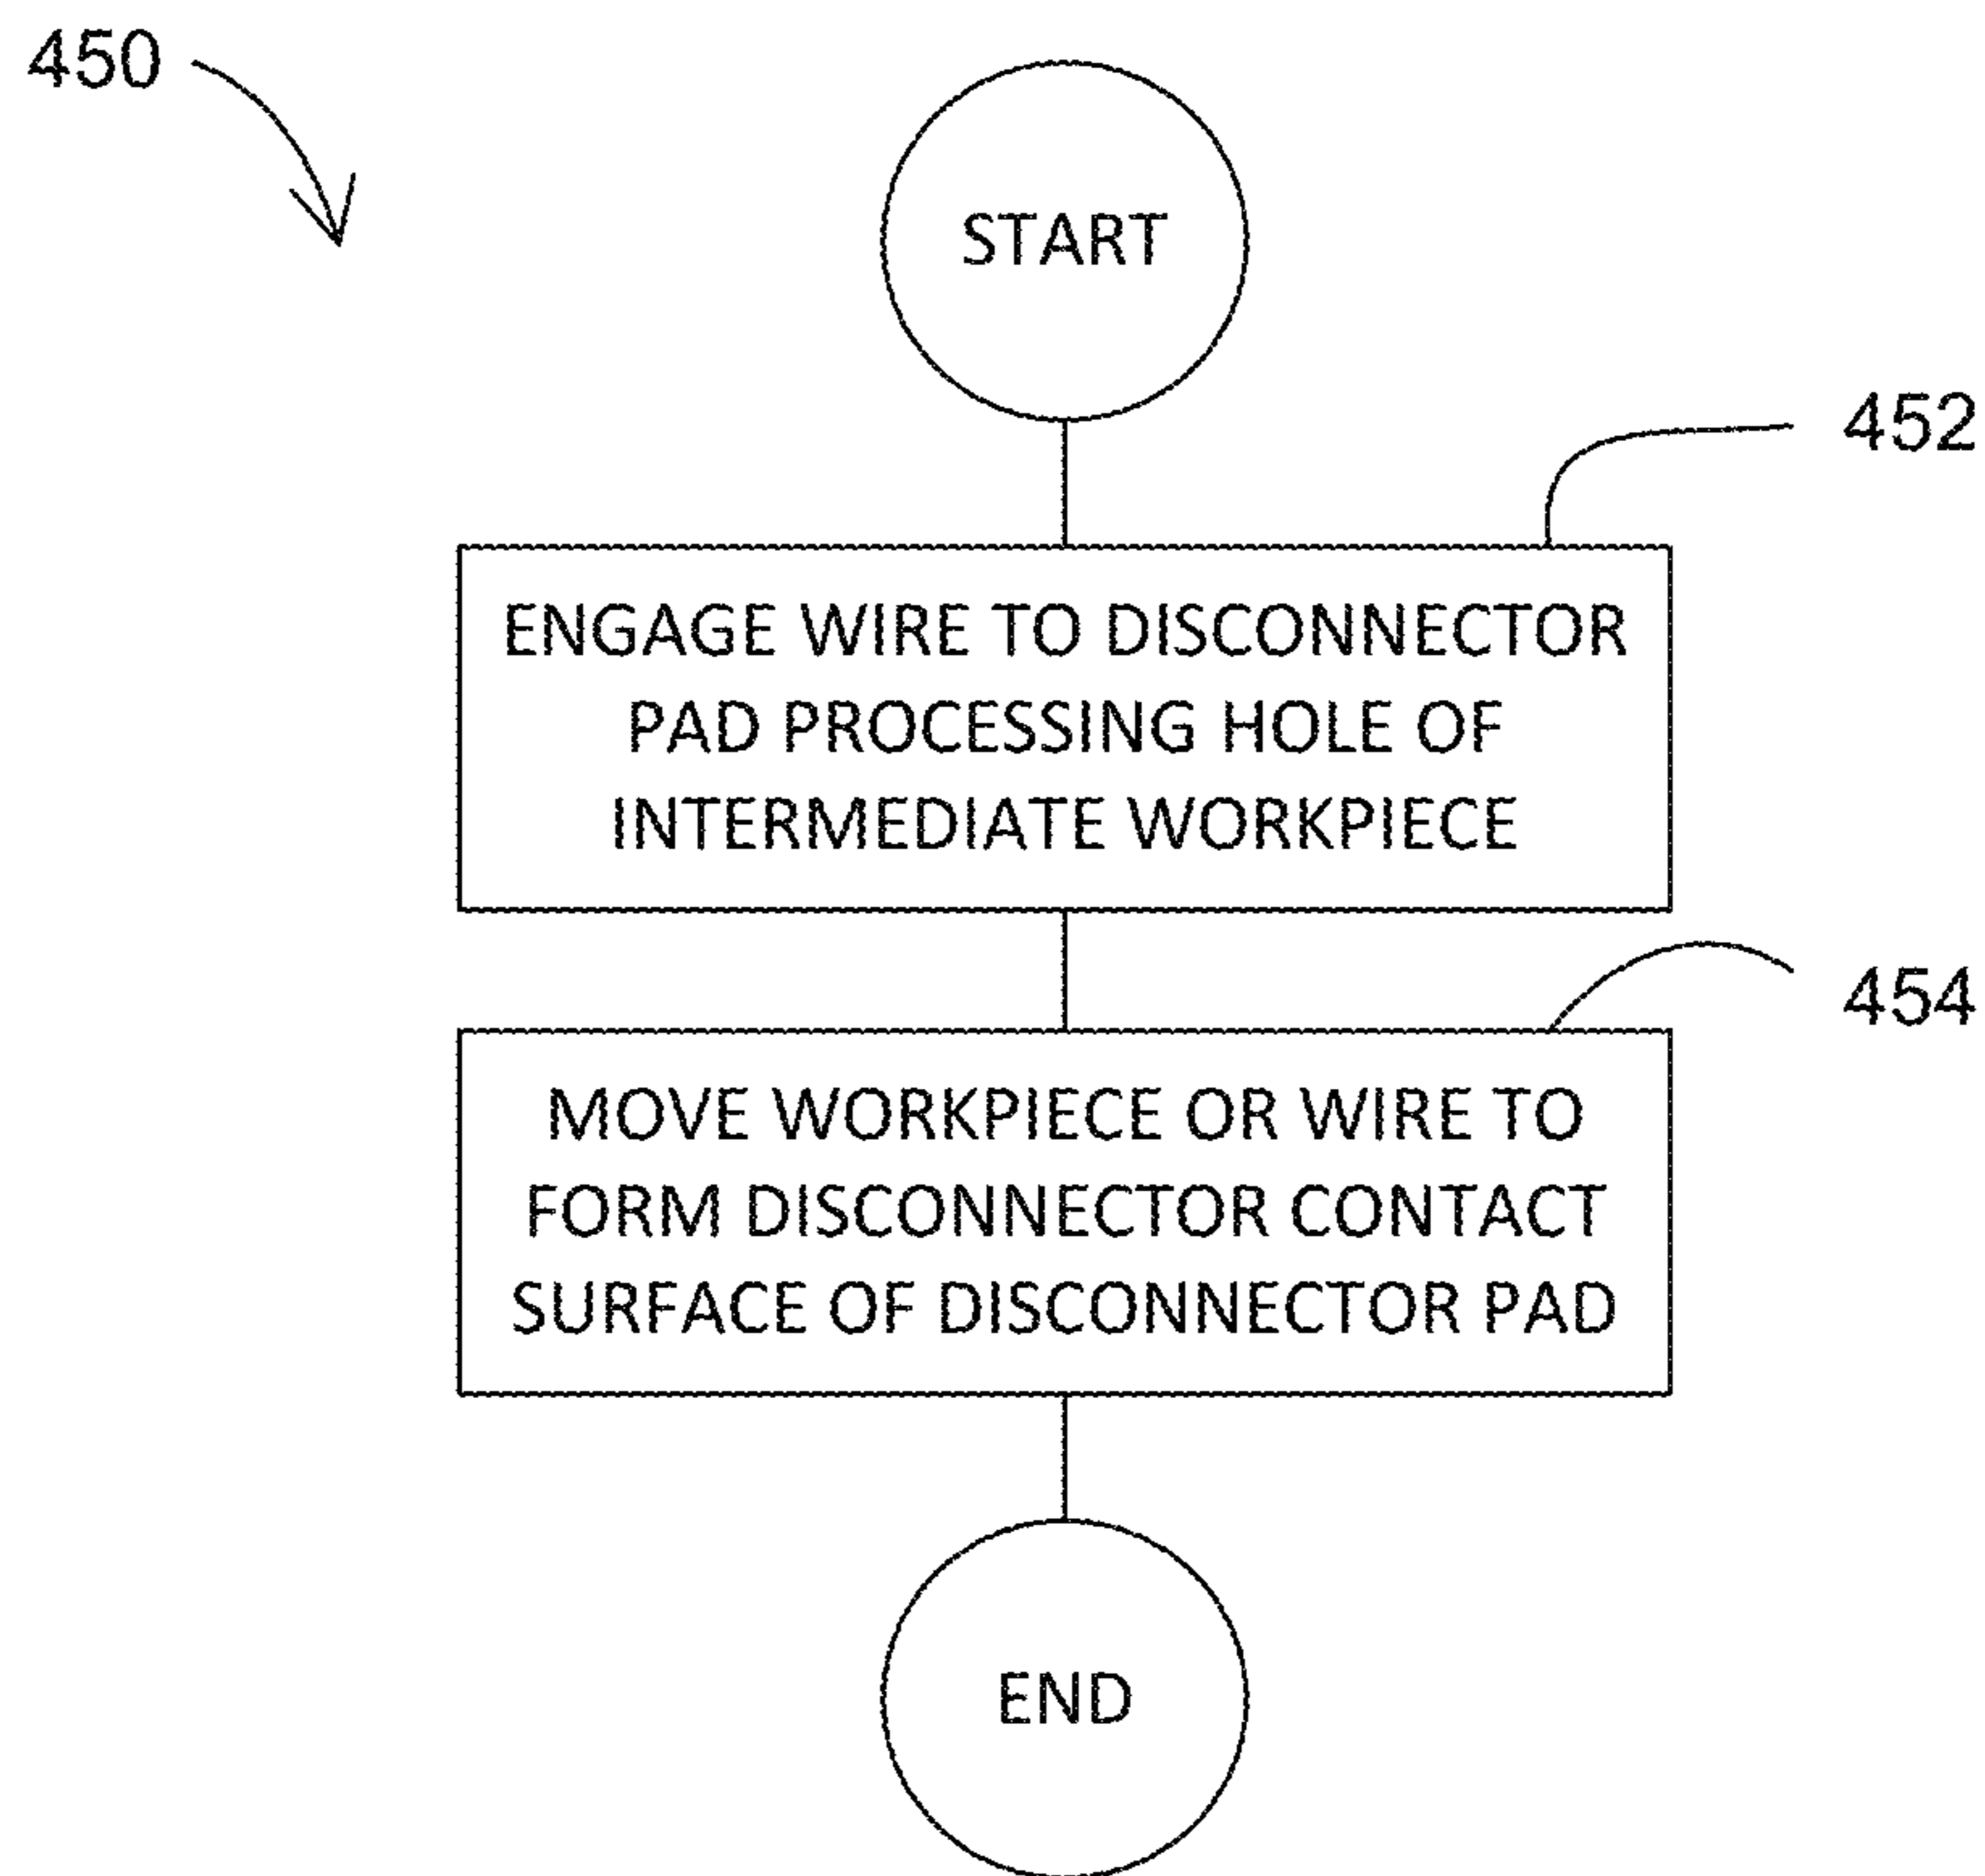 450
START
452
ENGAGE WIRE TO DISCONNECTOR
PAD PROCESSING HOLE OF
INTERMEDIATE WORKPIECE
454
MOVE WORKPIECE OR WIRE TO
FORM DISCONNECTOR CONTACT
SURFACE OF DISCONNECTOR PAD
END